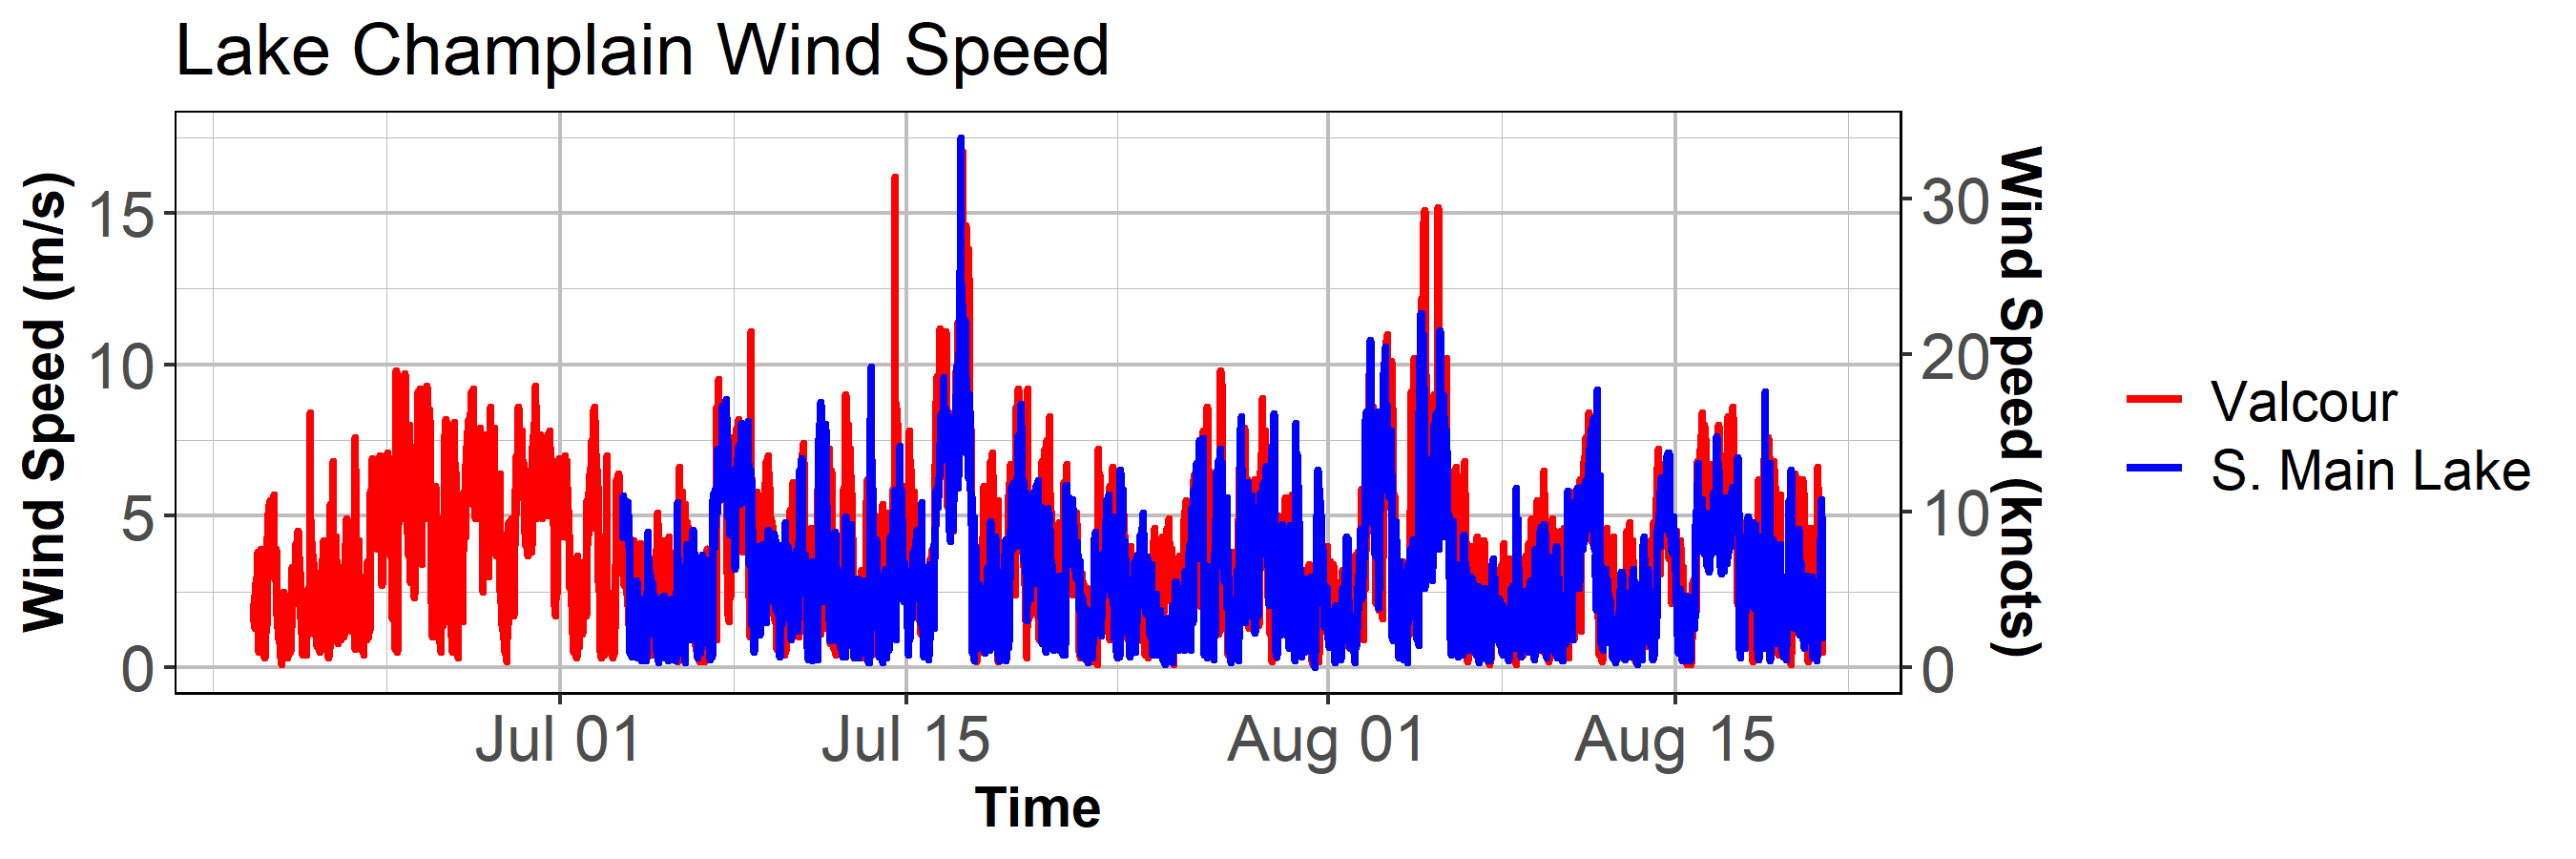 Lake Champlain Wind Speed
Wind Speed (m/s)
15
10
5
0
30
20
10
0
Wind Speed (knots)
Jul 01
Jul 15
Aug 01
Aug 15
Time
Valcour
S. Main Lake